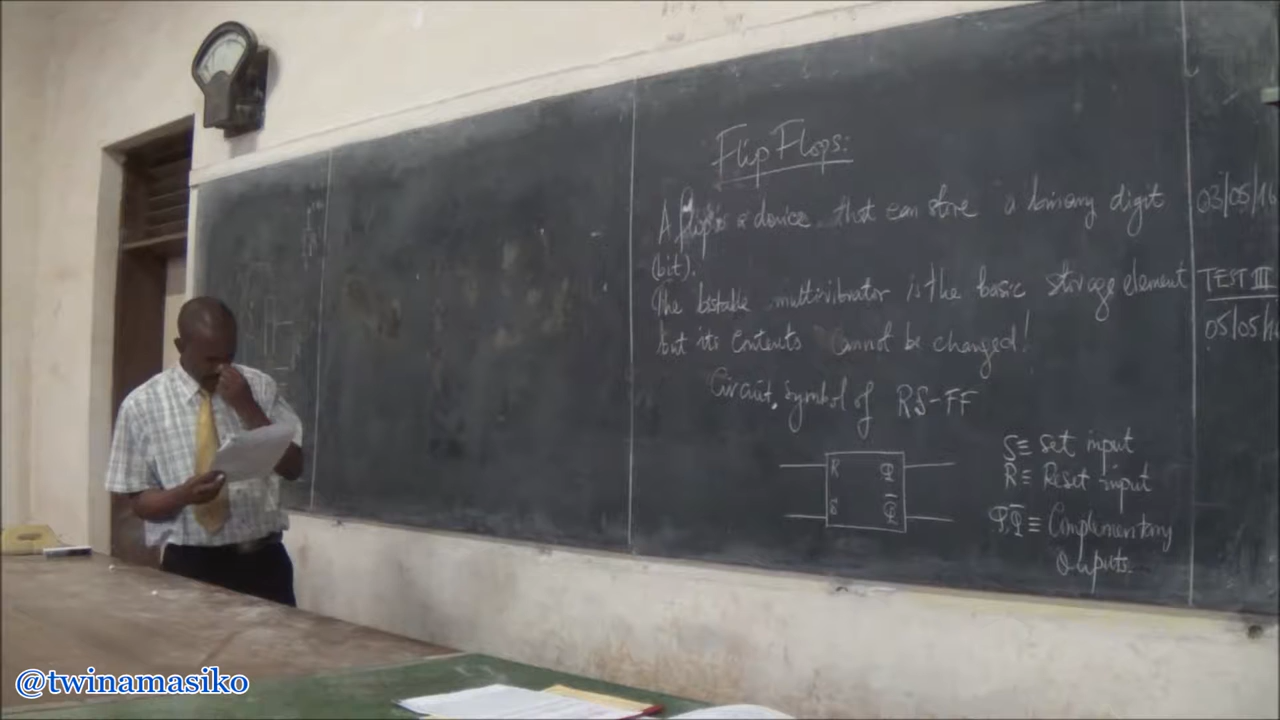 Flip Flops:
A flip is a device that can store a binary digit
(bit).
The bistable multivibrator is the basic storage element
but its contents cannot be changed!
Circuit symbol of RS-FF
R Q
S Q̅
S ≡ set input
R ≡ Reset input
Q, Q̅ ≡ Complementary
outputs
03/05/16
TEST III
05/05/16
@twinamasiko